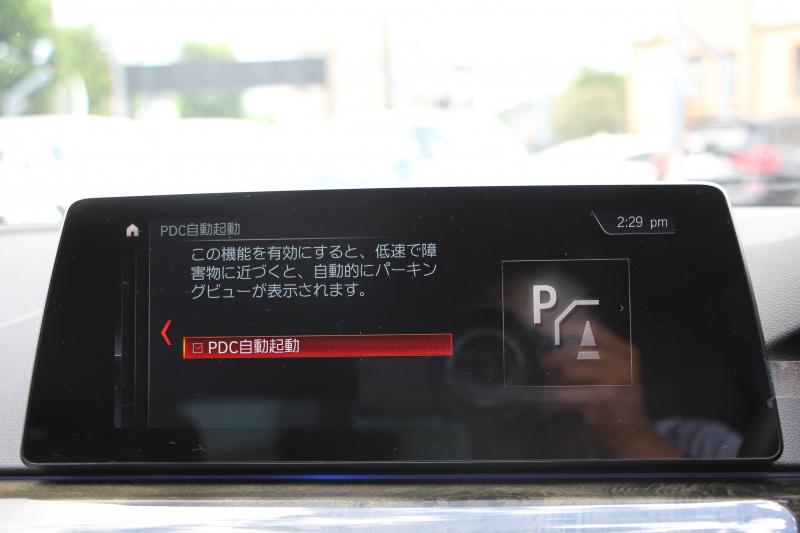 PDC自動起動
2:29 pm
この機能を有効にすると、低速で障
害物に近づくと、自動的にパーキン
グビューが表示されます。
PDC自動起動
P